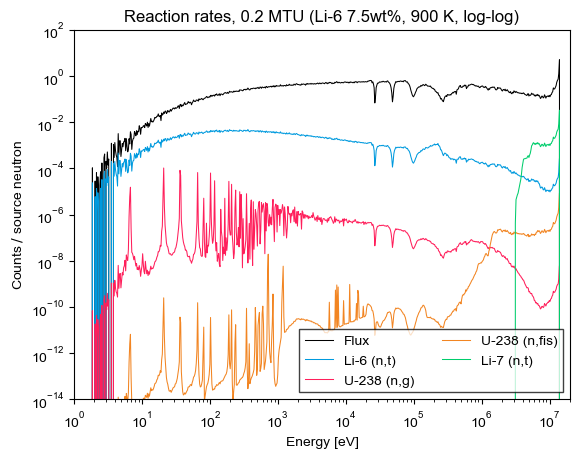 Reaction rates, 0.2 MTU (Li-6 7.5wt%, 900 K, log-log)
Counts / source neutron
10^2
10^0
10^−2
10^−4
10^−6
10^−8
10^−10
10^−12
10^−14
Flux
Li-6 (n,t)
U-238 (n,g)
U-238 (n,fis)
Li-7 (n,t)
10^0 10^1 10^2 10^3 10^4 10^5 10^6 10^7
Energy [eV]